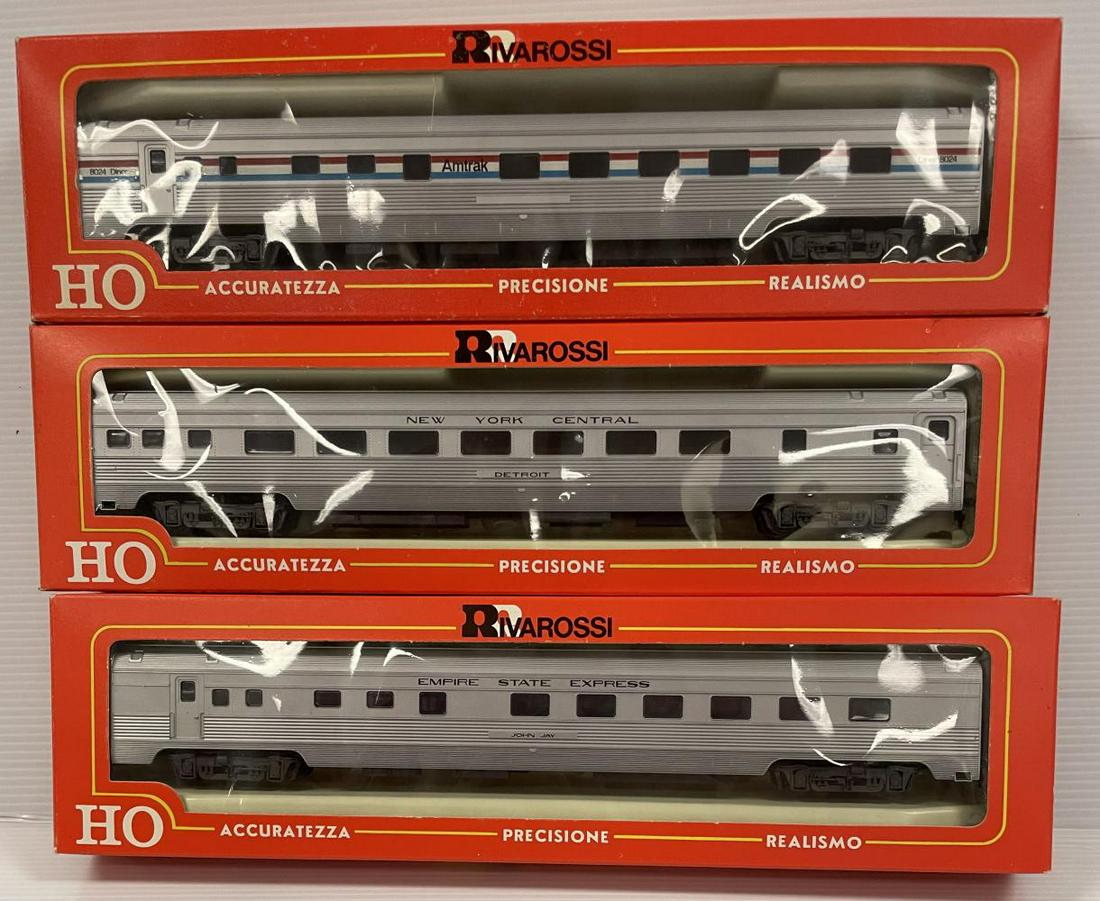 RIVAROSSI
8024 Diner
Amtrak
Diner 8024
HO
ACCURATEZZA PRECISIONE REALISMO
RIVAROSSI
NEW YORK CENTRAL
DETROIT
HO
ACCURATEZZA PRECISIONE REALISMO
RIVAROSSI
EMPIRE STATE EXPRESS
JOHN JAY
HO
ACCURATEZZA PRECISIONE REALISMO